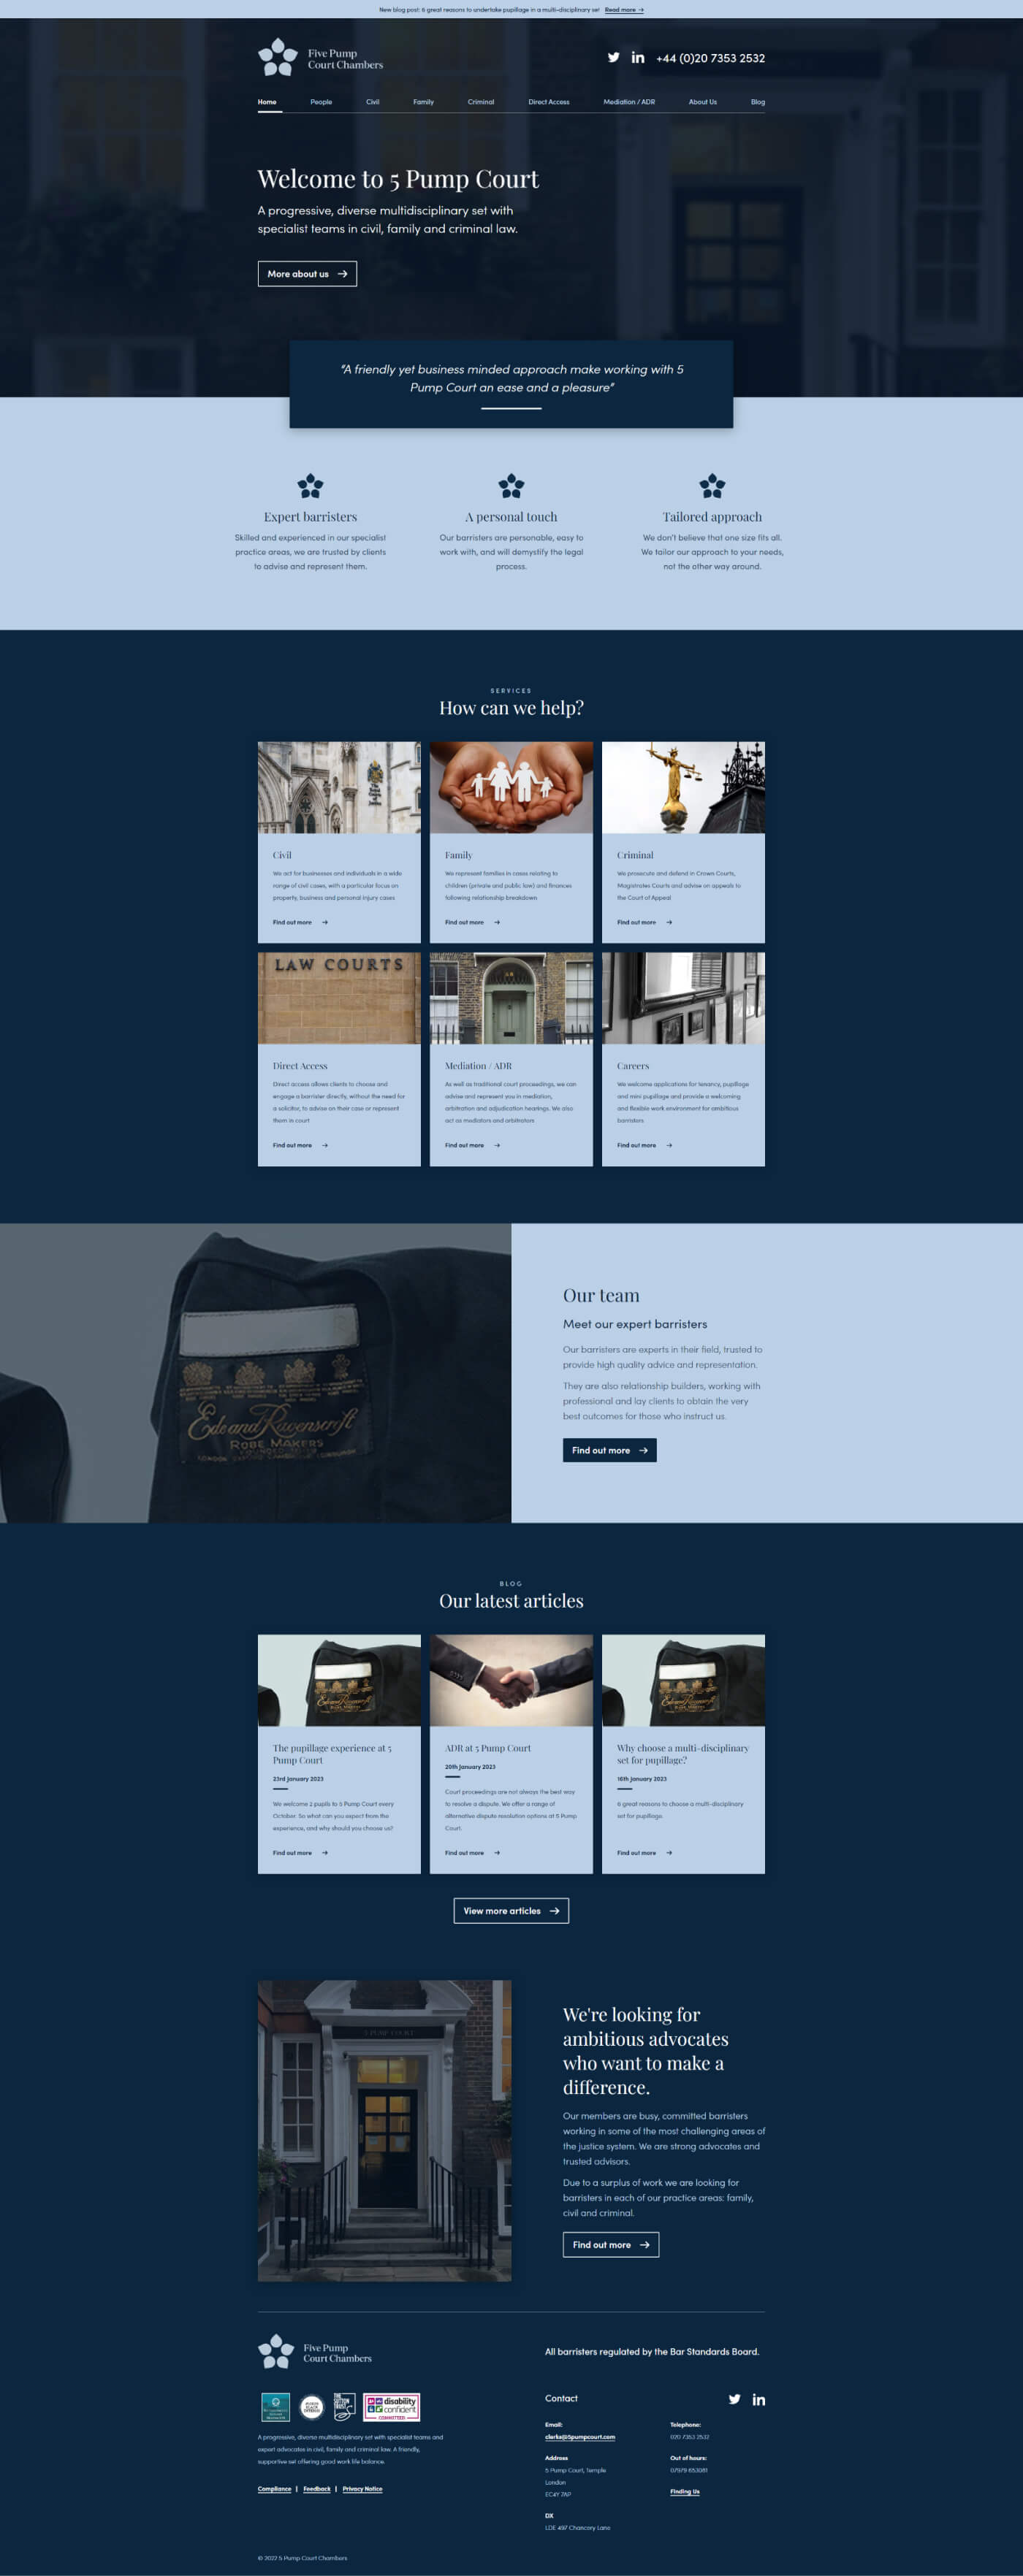 New blog post: 6 great reasons to undertake pupillage in a multi-disciplinary set Read more →
Five Pump
Court Chambers
+44 (0)20 7353 2532
Home People Civil Family Criminal Direct Access Mediation / ADR About Us Blog
Welcome to 5 Pump Court
A progressive, diverse multidisciplinary set with
specialist teams in civil, family and criminal law.
More about us →
"A friendly yet business minded approach make working with 5
Pump Court an ease and a pleasure"
Expert barristers
Skilled and experienced in our specialist
practice areas, we are trusted by clients
to advise and represent them.
A personal touch
Our barristers are personable, easy to
work with, and will demystify the legal
process.
Tailored approach
We don't believe that one size fits all.
We tailor our approach to your needs,
not the other way around.
SERVICES
How can we help?
Civil
We act for businesses and individuals in a wide
range of civil cases, with a particular focus on
property, business and personal injury cases
Find out more →
Family
We represent families in cases relating to
children (private and public law) and finances
following relationship breakdown
Find out more →
Criminal
We prosecute and defend in Crown Courts,
Magistrates Courts and advise on appeals to
the Court of Appeal
Find out more →
LAW COURTS
Direct Access
Direct access allows clients to choose and
engage a barrister directly, without the need for
a solicitor, to advise on their case or represent
them in court
Find out more →
Mediation / ADR
As well as traditional court proceedings, we can
advise and represent you in mediation,
arbitration and adjudication hearings. We also
act as mediators and arbitrators
Find out more →
Careers
We welcome applications for tenancy, pupillage
and mini pupillage and provide a welcoming
and flexible work environment for ambitious
barristers
Find out more →
Ede and Ravenscroft
ROBE MAKERS
Our team
Meet our expert barristers
Our barristers are experts in their field, trusted to
provide high quality advice and representation.
They are also relationship builders, working with
professional and lay clients to obtain the very
best outcomes for those who instruct us.
Find out more →
BLOG
Our latest articles
Ede and Ravenscroft
The pupillage experience at 5
Pump Court
23rd January 2023
We welcome 2 pupils to 5 Pump Court every
October. So what can you expect from the
experience, and why should you choose us?
Find out more →
ADR at 5 Pump Court
20th January 2023
Court proceedings are not always the best way
to resolve a dispute. We offer a range of
alternative dispute resolution options at 5 Pump
Court.
Find out more →
Ede and Ravenscroft
Why choose a multi-disciplinary
set for pupillage?
16th January 2023
6 great reasons to choose a multi-disciplinary
set for pupillage.
Find out more →
View more articles →
5 PUMP COURT
We're looking for
ambitious advocates
who want to make a
difference.
Our members are busy, committed barristers
working in some of the most challenging areas of
the justice system. We are strong advocates and
trusted advisors.
Due to a surplus of work we are looking for
barristers in each of our practice areas: family,
civil and criminal.
Find out more →
Five Pump
Court Chambers
All barristers regulated by the Bar Standards Board.
disability
confident
COMMITTED
A progressive, diverse multidisciplinary set with specialist teams and
expert advocates in civil, family and criminal law. A friendly,
supportive set offering good work life balance.
Compliance | Feedback | Privacy Notice
Contact
Email:
clerks@5pumpcourt.com
Address
5 Pump Court, Temple
London
EC4Y 7AP
DX
LDE 497 Chancery Lane
Telephone:
020 7353 2532
Out of hours:
07979 653081
Finding Us
© 2022 5 Pump Court Chambers